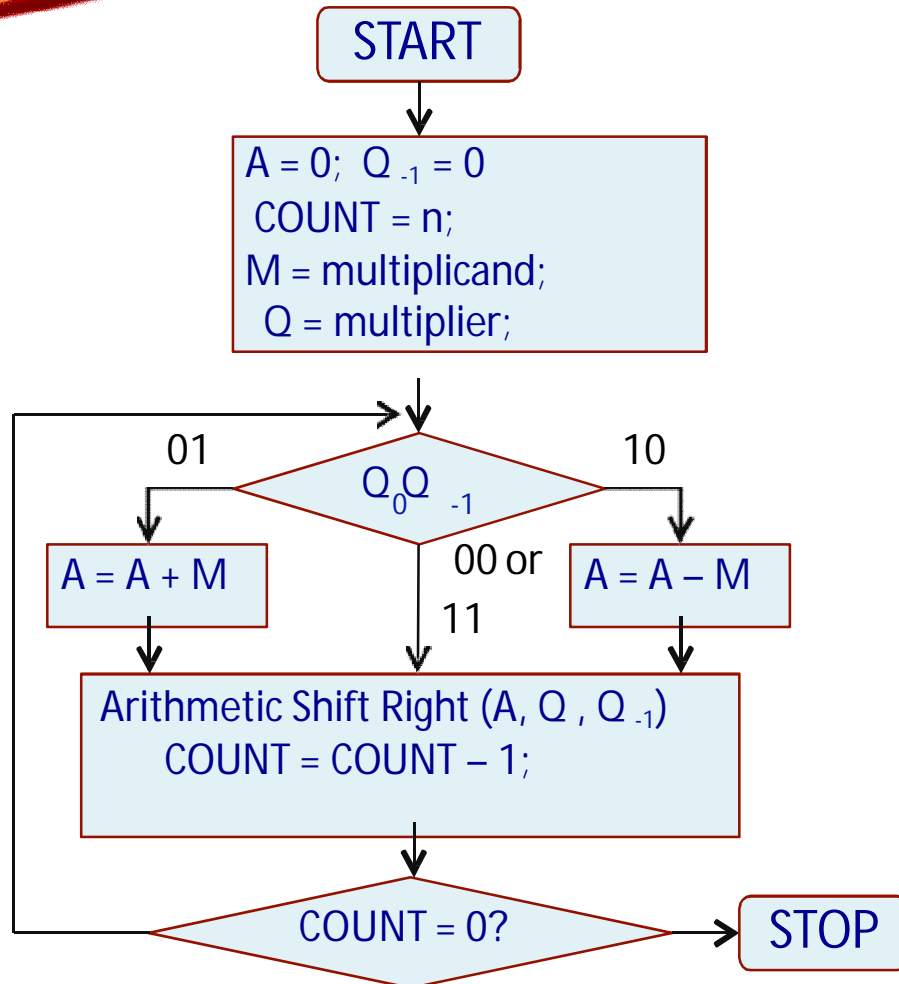 START
A = 0; Q -1 = 0
COUNT = n;
M = multiplicand;
Q = multiplier;
01
10
Q0Q -1
A = A + M
00 or
11
A = A – M
Arithmetic Shift Right (A, Q , Q -1)
COUNT = COUNT – 1;
COUNT = 0?
STOP